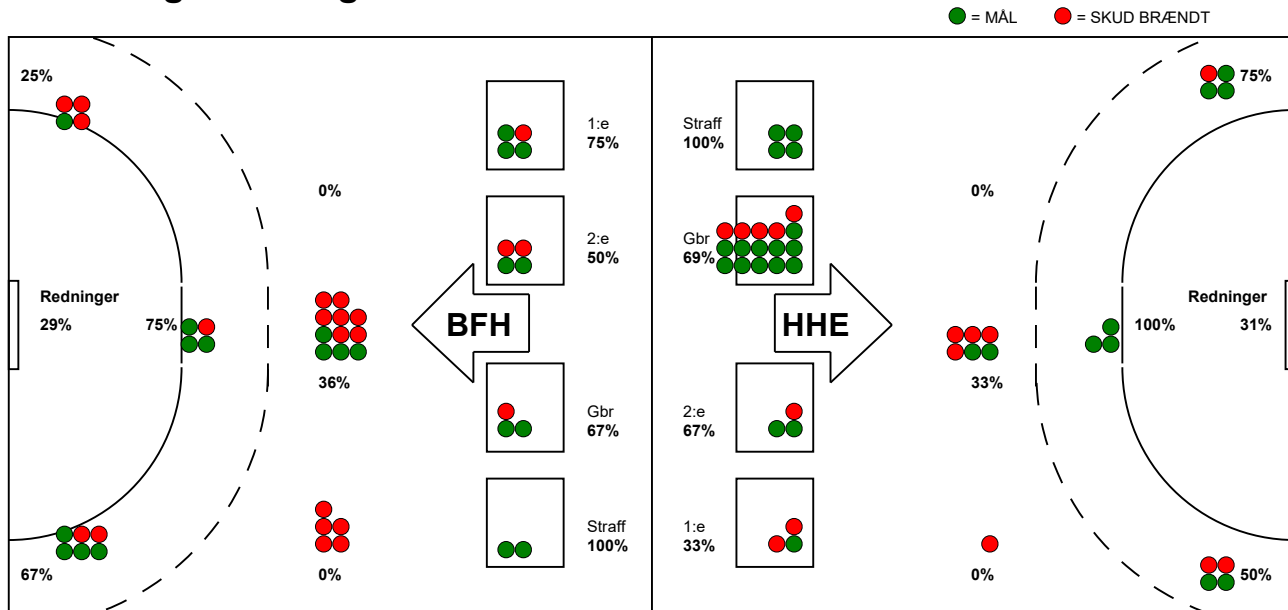 = MÅL
= SKUD BRÆNDT
25%
1:e
75%
Straff
100%
75%
0%
0%
2:e
50%
Gbr
69%
Redninger
29%
75%
BFH
HHE
Redninger
100%
31%
36%
33%
Gbr
67%
2:e
67%
Straff
100%
1:e
33%
67%
0%
0%
50%